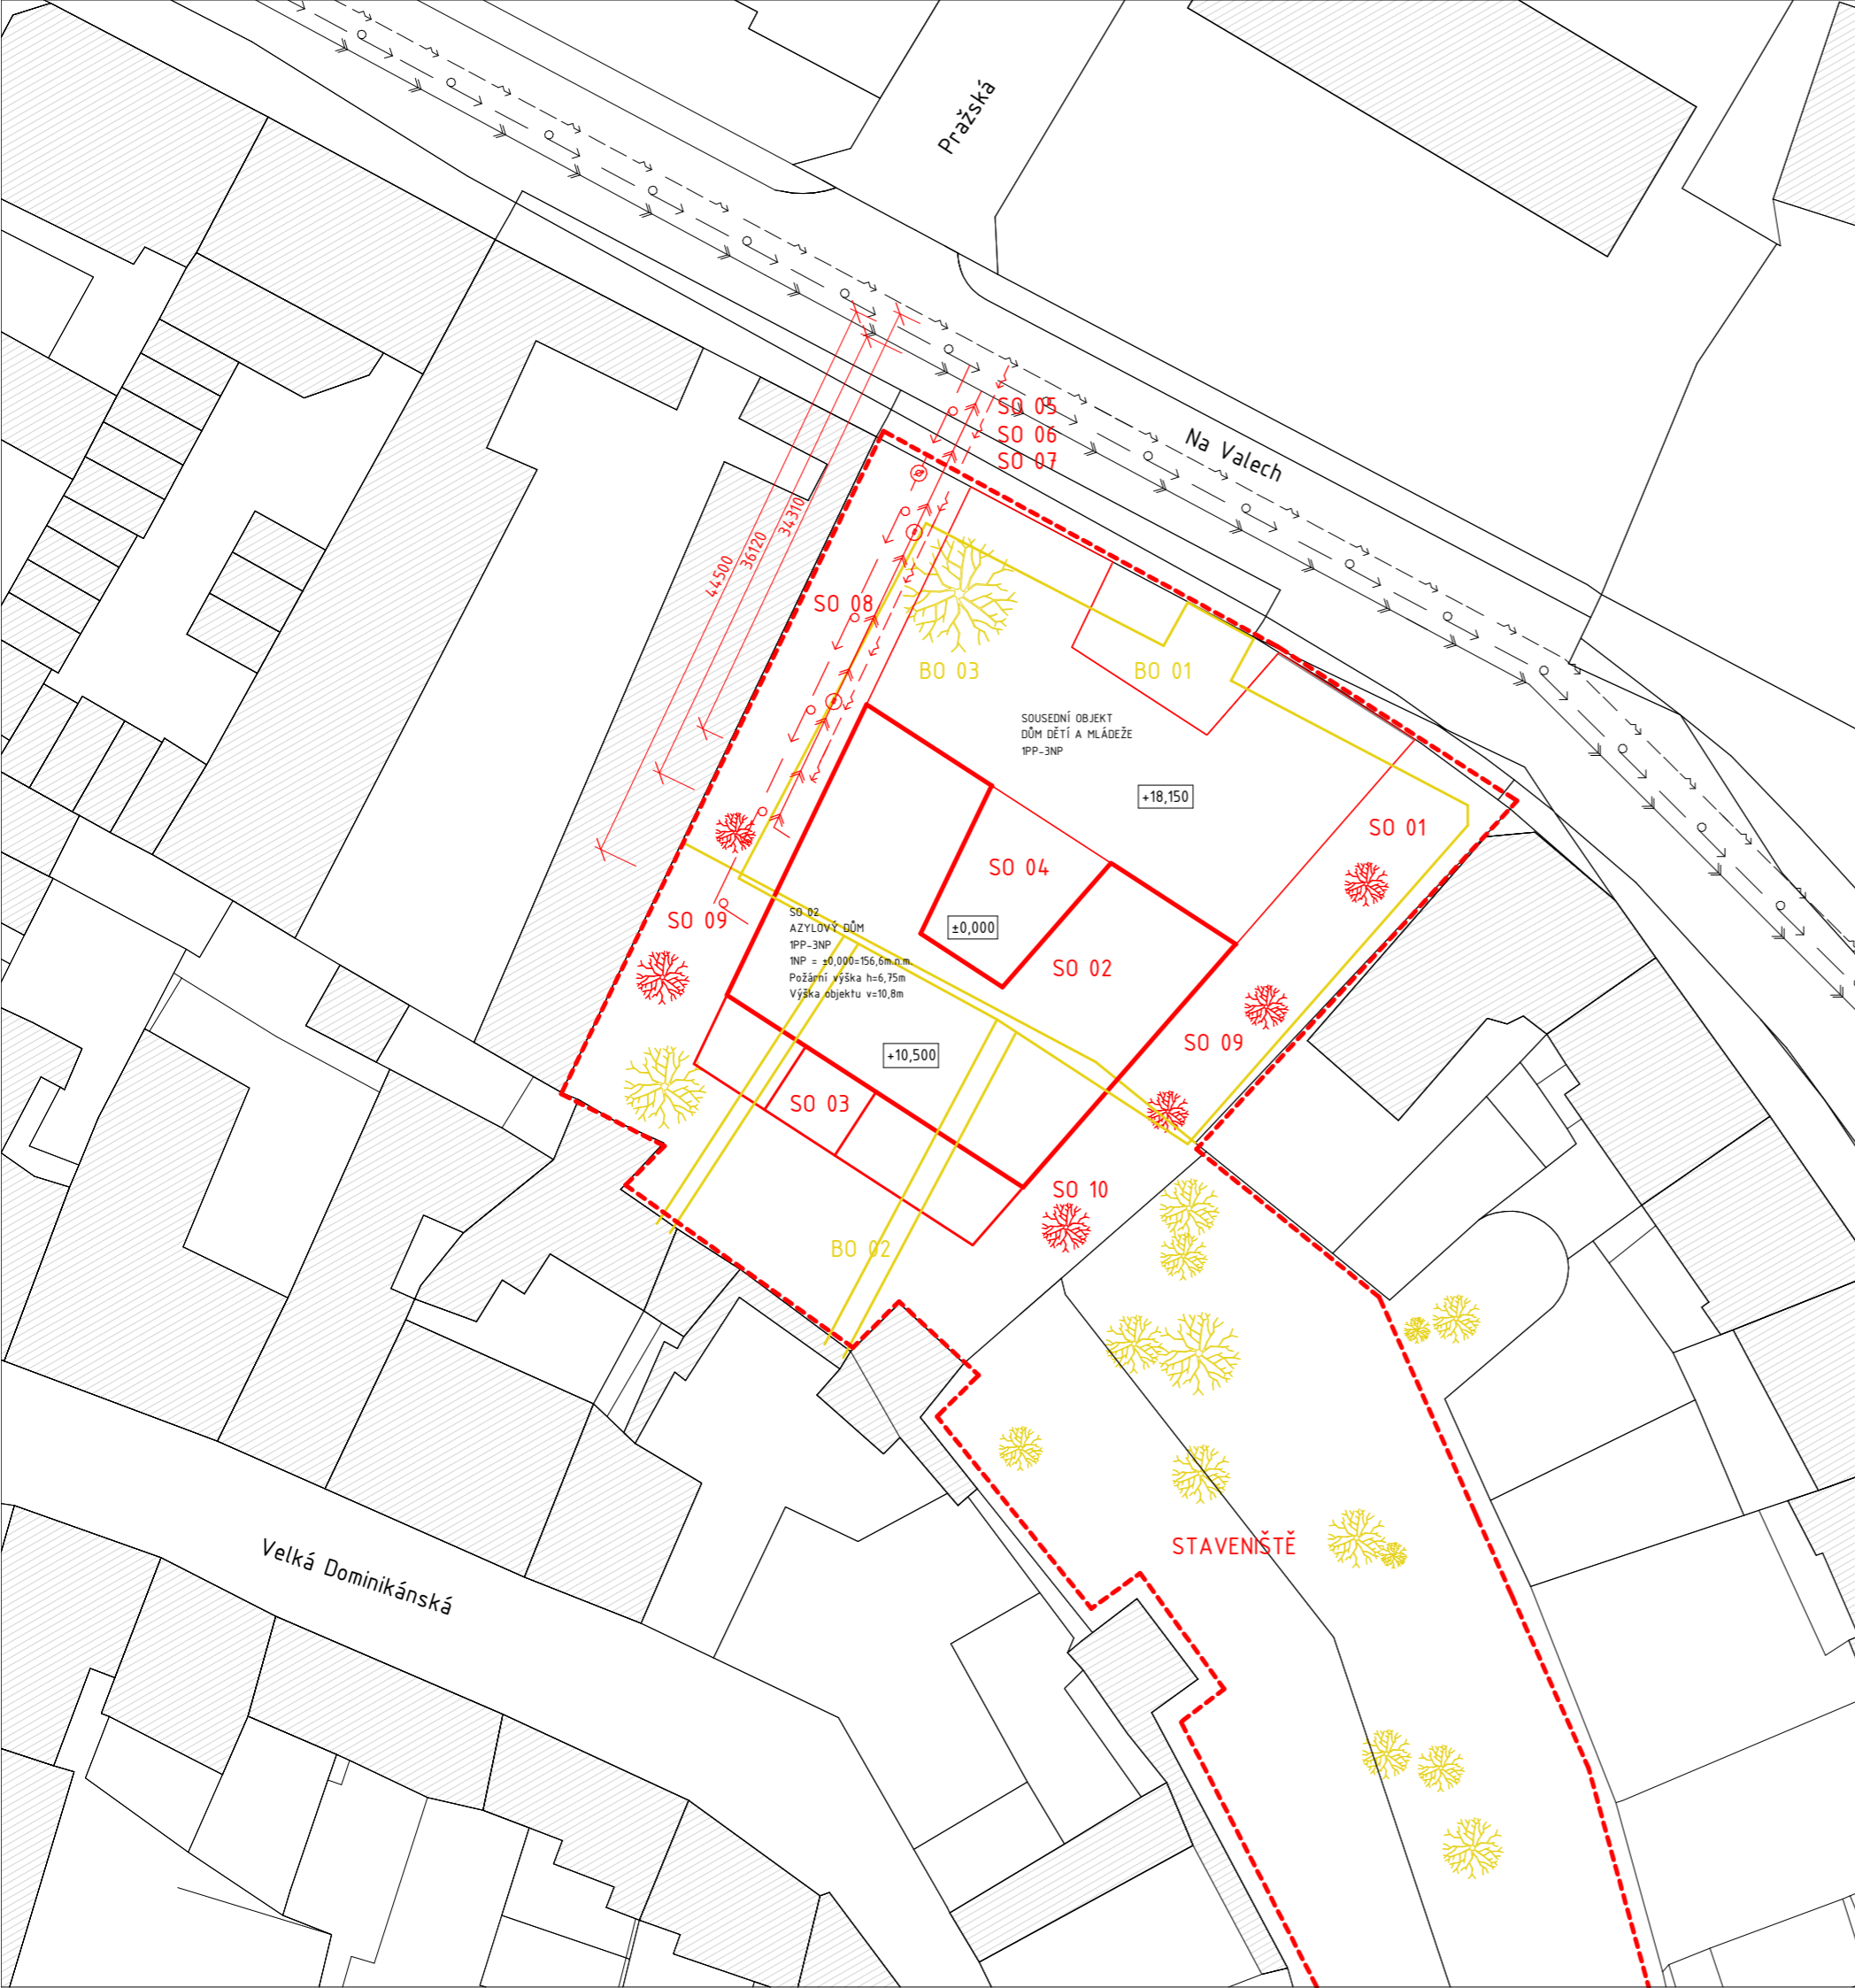 Pražská
SO 05
SO 06
SO 07
Na Valech
34310
36120
44500
SO 08
BO 03
BO 01
SOUSEDNÍ OBJEKT
DŮM DĚTÍ A MLÁDEŽE
1PP-3NP
+18,150
SO 01
SO 04
SO 09
SO 02
AZYLOVÝ DŮM
1PP-3NP
1NP = ±0,000=156,6m.n.m.
Požární výška h=6,75m
Výška objektu v=10,8m
±0,000
SO 02
SO 09
+10,500
SO 03
SO 10
BO 02
STAVENIŠTĚ
Velká Dominikánská